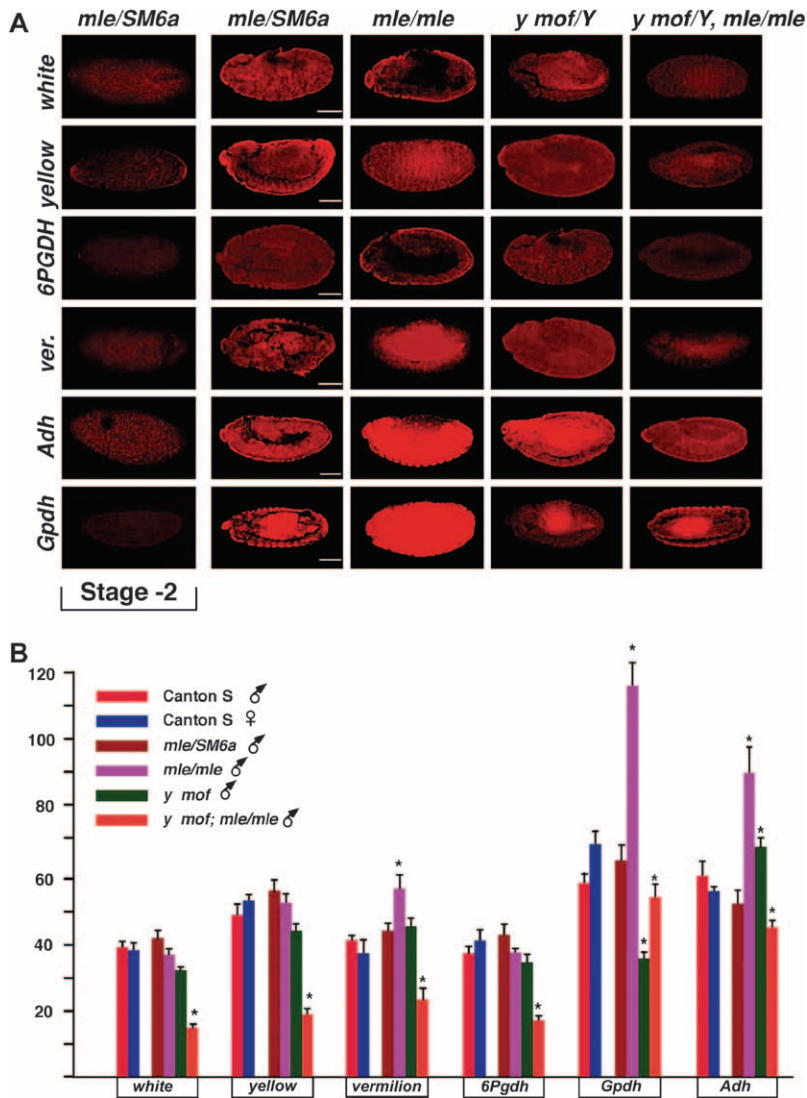 A
mle/SM6a mle/SM6a mle/mle y mof/Y y mof/Y, mle/mle
white
yellow
6PGDH
ver.
Adh
Gpdh
Stage -2
B
120
100
80
60
40
20
Canton S ♂
Canton S ♀
mle/SM6a ♂
mle/mle ♂
y mof ♂
y mof; mle/mle ♂
* * * * * * * * * * *
white yellow vermilion 6Pgdh Gpdh Adh